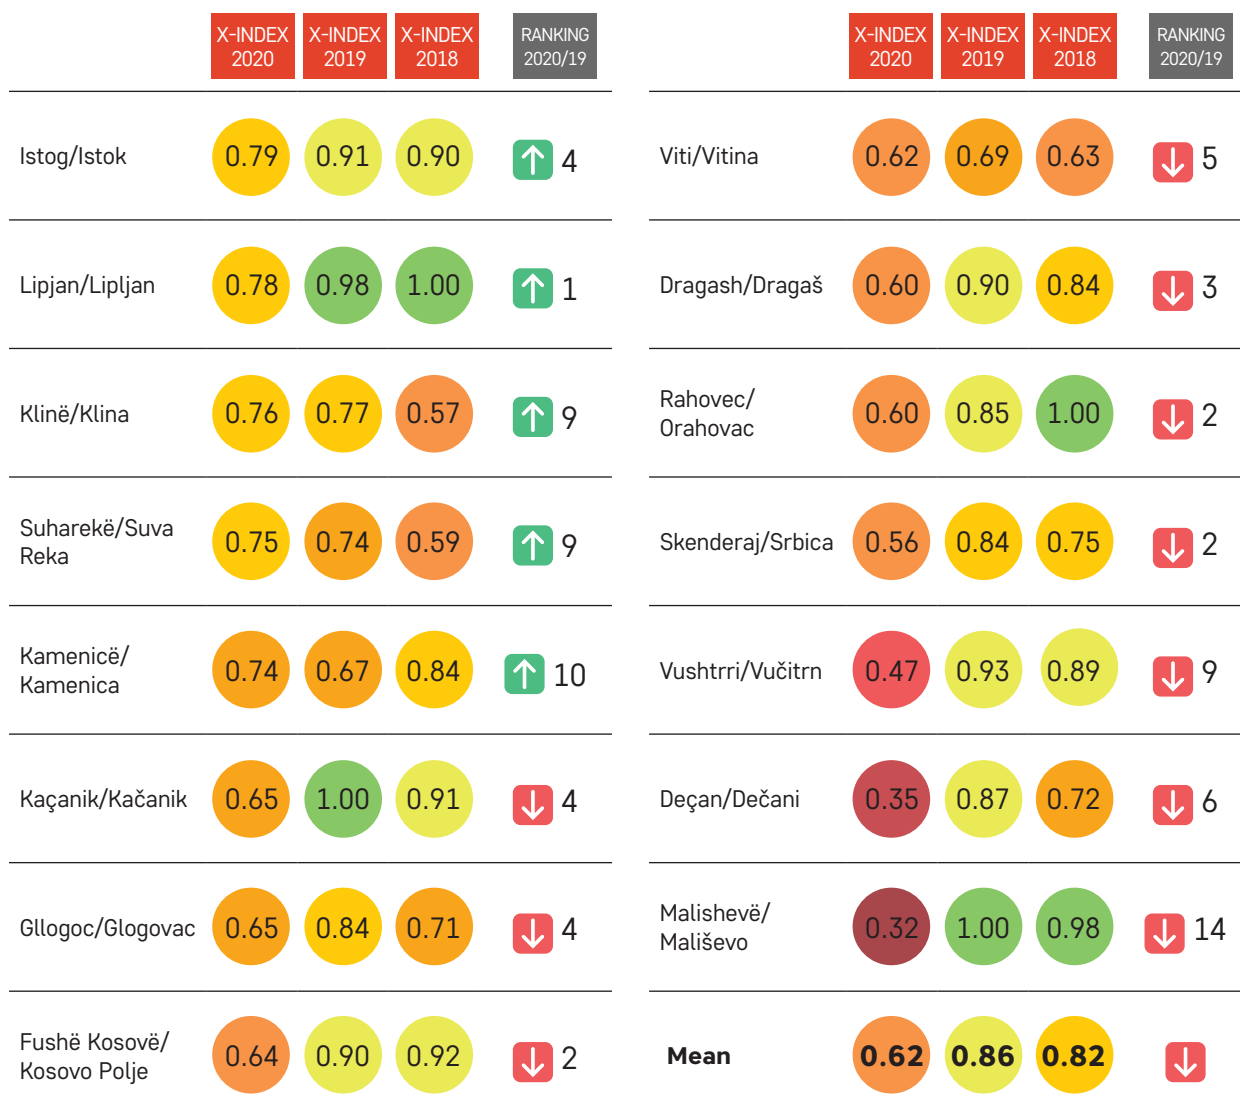 X-INDEX 2020 X-INDEX 2019 X-INDEX 2018 RANKING 2020/19
Istog/Istok 0.79 0.91 0.90 4
Lipjan/Lipljan 0.78 0.98 1.00 1
Klinë/Klina 0.76 0.77 0.57 9
Suharekë/Suva
Reka 0.75 0.74 0.59 9
Kamenicë/
Kamenica 0.74 0.67 0.84 10
Kaçanik/Kačanik 0.65 1.00 0.91 4
Gllogoc/Glogovac 0.65 0.84 0.71 4
Fushë Kosovë/
Kosovo Polje 0.64 0.90 0.92 2
X-INDEX 2020 X-INDEX 2019 X-INDEX 2018 RANKING 2020/19
Viti/Vitina 0.62 0.69 0.63 5
Dragash/Dragaš 0.60 0.90 0.84 3
Rahovec/
Orahovac 0.60 0.85 1.00 2
Skenderaj/Srbica 0.56 0.84 0.75 2
Vushtrri/Vučitrn 0.47 0.93 0.89 9
Deçan/Dečani 0.35 0.87 0.72 6
Malishevë/
Mališevo 0.32 1.00 0.98 14
Mean 0.62 0.86 0.82